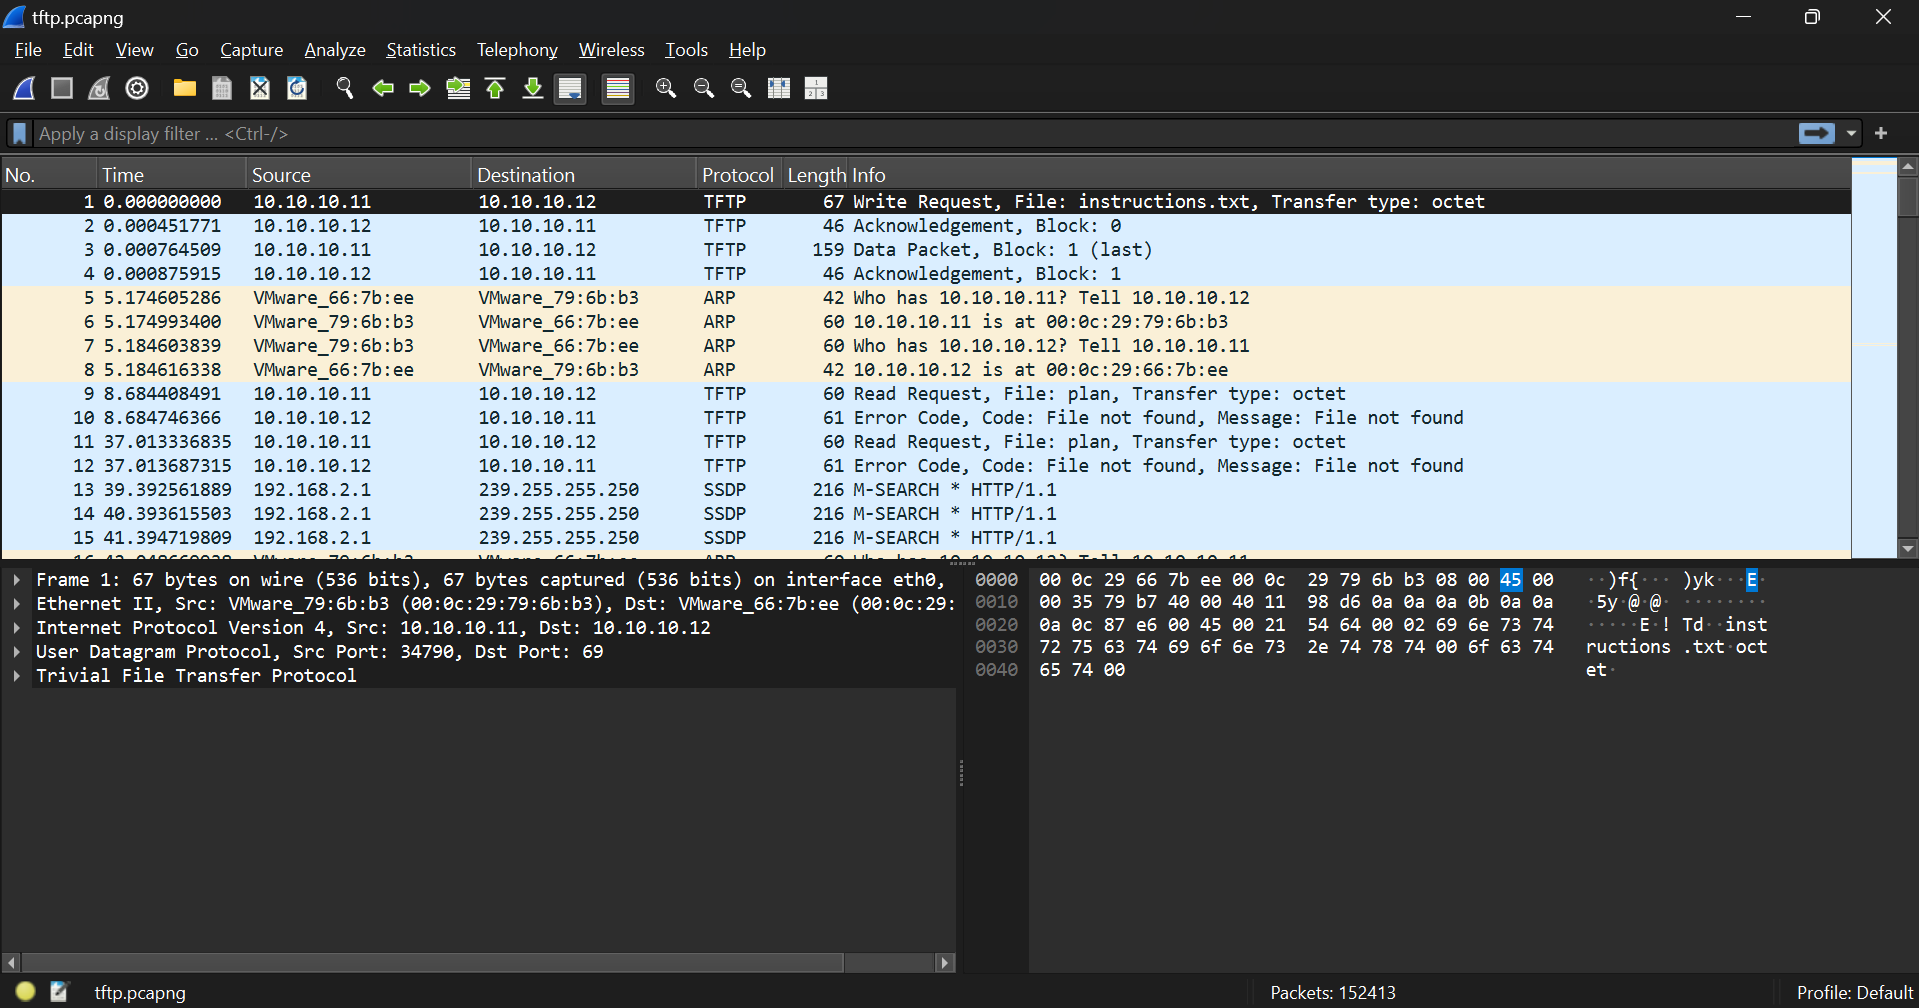 tftp.pcapng
File Edit View Go Capture Analyze Statistics Telephony Wireless Tools Help
Apply a display filter ... <Ctrl-/>
No. Time Source Destination Protocol Length Info
1 0.000000000 10.10.10.11 10.10.10.12 TFTP 67 Write Request, File: instructions.txt, Transfer type: octet
2 0.000451771 10.10.10.12 10.10.10.11 TFTP 46 Acknowledgement, Block: 0
3 0.000764509 10.10.10.11 10.10.10.12 TFTP 159 Data Packet, Block: 1 (last)
4 0.000875915 10.10.10.12 10.10.10.11 TFTP 46 Acknowledgement, Block: 1
5 5.174605286 VMware_66:7b:ee VMware_79:6b:b3 ARP 42 Who has 10.10.10.11? Tell 10.10.10.12
6 5.174993400 VMware_79:6b:b3 VMware_66:7b:ee ARP 60 10.10.10.11 is at 00:0c:29:79:6b:b3
7 5.184603839 VMware_79:6b:b3 VMware_66:7b:ee ARP 60 Who has 10.10.10.12? Tell 10.10.10.11
8 5.184616338 VMware_66:7b:ee VMware_79:6b:b3 ARP 42 10.10.10.12 is at 00:0c:29:66:7b:ee
9 8.684408491 10.10.10.11 10.10.10.12 TFTP 60 Read Request, File: plan, Transfer type: octet
10 8.684746366 10.10.10.12 10.10.10.11 TFTP 61 Error Code, Code: File not found, Message: File not found
11 37.013336835 10.10.10.11 10.10.10.12 TFTP 60 Read Request, File: plan, Transfer type: octet
12 37.013687315 10.10.10.12 10.10.10.11 TFTP 61 Error Code, Code: File not found, Message: File not found
13 39.392561889 192.168.2.1 239.255.255.250 SSDP 216 M-SEARCH * HTTP/1.1
14 40.393615503 192.168.2.1 239.255.255.250 SSDP 216 M-SEARCH * HTTP/1.1
15 41.394719809 192.168.2.1 239.255.255.250 SSDP 216 M-SEARCH * HTTP/1.1
Frame 1: 67 bytes on wire (536 bits), 67 bytes captured (536 bits) on interface eth0,
Ethernet II, Src: VMware_79:6b:b3 (00:0c:29:79:6b:b3), Dst: VMware_66:7b:ee (00:0c:29:
Internet Protocol Version 4, Src: 10.10.10.11, Dst: 10.10.10.12
User Datagram Protocol, Src Port: 34790, Dst Port: 69
Trivial File Transfer Protocol
0000 00 0c 29 66 7b ee 00 0c 29 79 6b b3 08 00 45 00 ··)f{··· )yk···E·
0010 00 35 79 b7 40 00 40 11 98 d6 0a 0a 0a 0b 0a 0a ·5y·@·@· ········
0020 0a 0c 87 e6 00 45 00 21 54 64 00 02 69 6e 73 74 ·····E·! Td··inst
0030 72 75 63 74 69 6f 6e 73 2e 74 78 74 00 6f 63 74 ructions .txt·oct
0040 65 74 00 et·
tftp.pcapng Packets: 152413 Profile: Default